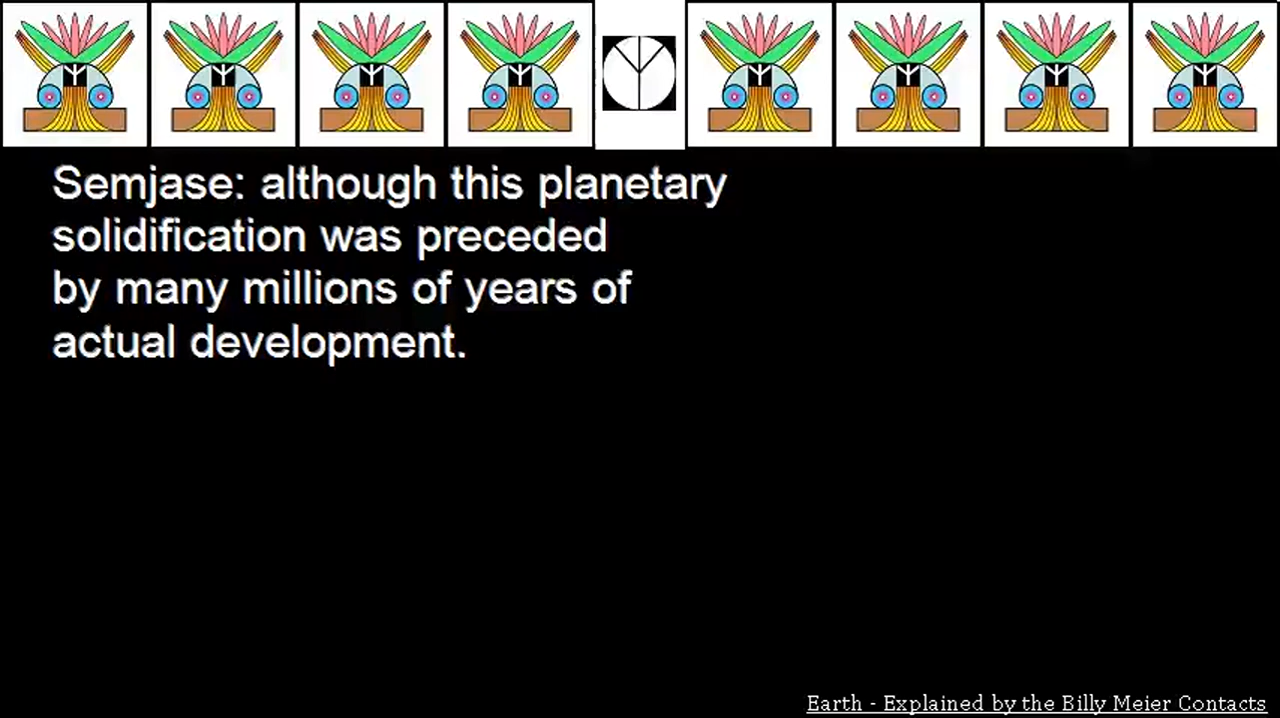 Semjase: although this planetary
solidification was preceded
by many millions of years of
actual development.
Earth - Explained by the Billy Meier Contacts